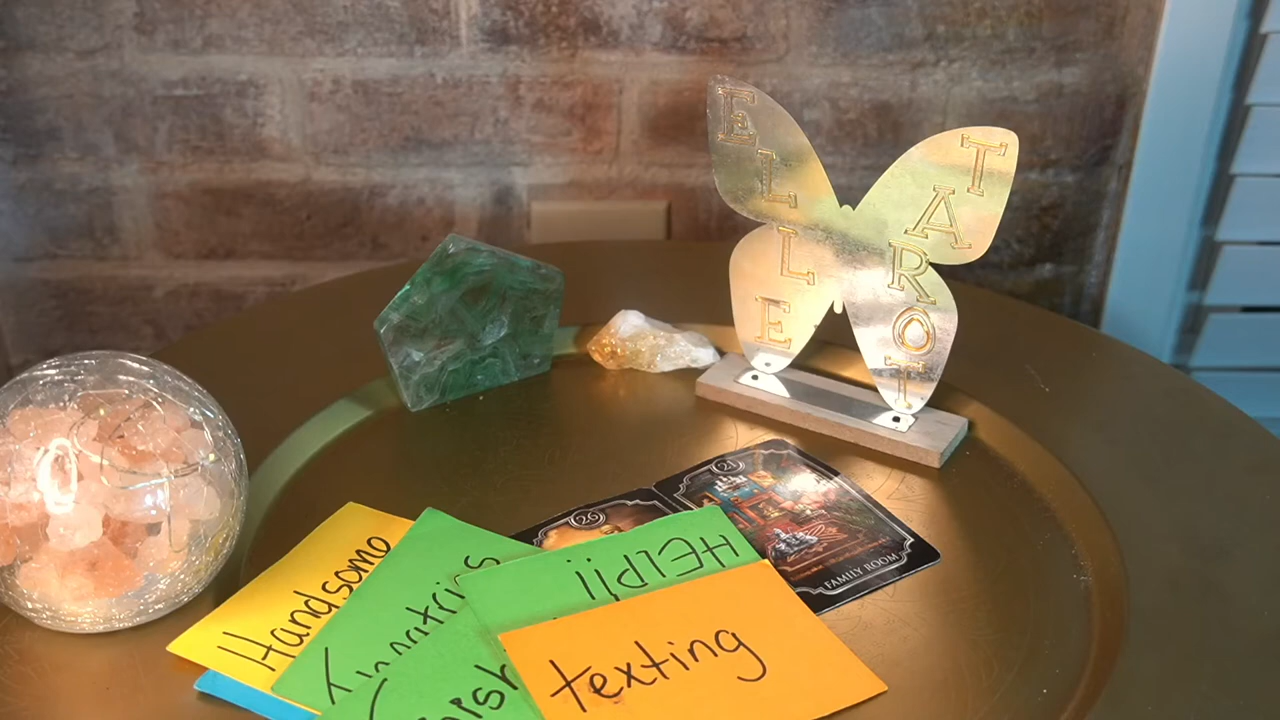 ELLE
TAROT
26
21
FAMILY ROOM
Handsome
HELP!!
texting